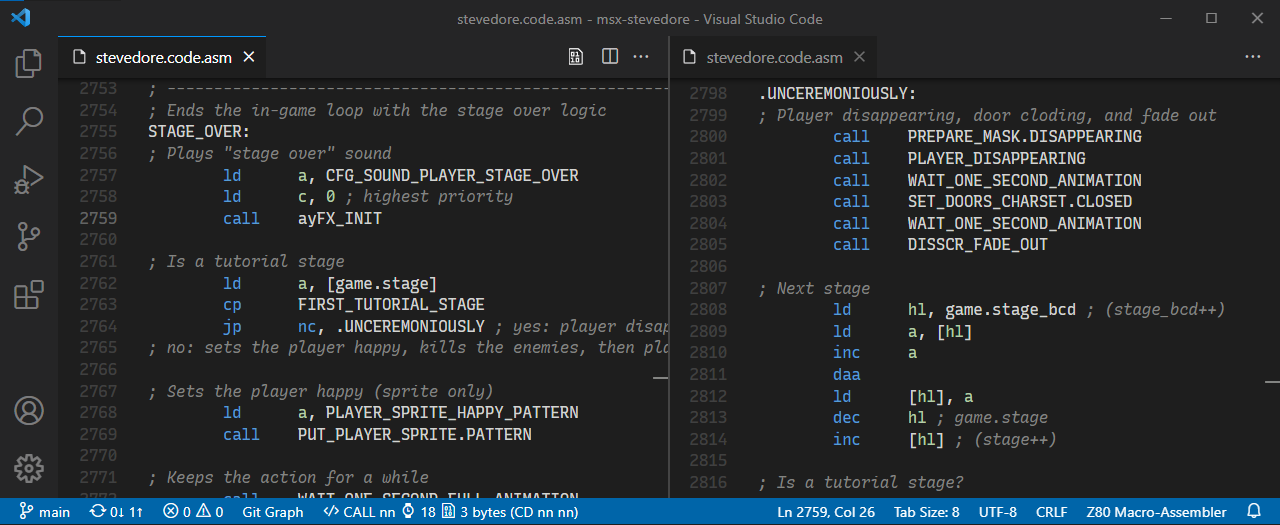 stevedore.code.asm - msx-stevedore - Visual Studio Code
stevedore.code.asm
2753 ; ------------------------------------------------------
2754 ; Ends the in-game loop with the stage over logic
2755 STAGE_OVER:
2756 ; Plays "stage over" sound
2757 ld a, CFG_SOUND_PLAYER_STAGE_OVER
2758 ld c, 0 ; highest priority
2759 call ayFX_INIT
2760
2761 ; Is a tutorial stage
2762 ld a, [game.stage]
2763 cp FIRST_TUTORIAL_STAGE
2764 jp nc, .UNCEREMONIOUSLY ; yes: player disap
2765 ; no: sets the player happy, kills the enemies, then pla
2766
2767 ; Sets the player happy (sprite only)
2768 ld a, PLAYER_SPRITE_HAPPY_PATTERN
2769 call PUT_PLAYER_SPRITE.PATTERN
2770
2771 ; Keeps the action for a while
2772 call WAIT_ONE_SECOND_FULL_ANIMATION
stevedore.code.asm
2798 .UNCEREMONIOUSLY:
2799 ; Player disappearing, door cloding, and fade out
2800 call PREPARE_MASK.DISAPPEARING
2801 call PLAYER_DISAPPEARING
2802 call WAIT_ONE_SECOND_ANIMATION
2803 call SET_DOORS_CHARSET.CLOSED
2804 call WAIT_ONE_SECOND_ANIMATION
2805 call DISSCR_FADE_OUT
2806
2807 ; Next stage
2808 ld hl, game.stage_bcd ; (stage_bcd++)
2809 ld a, [hl]
2810 inc a
2811 daa
2812 ld [hl], a
2813 dec hl ; game.stage
2814 inc [hl] ; (stage++)
2815
2816 ; Is a tutorial stage?
main 0↓ 1↑ 0 0 Git Graph CALL nn 18 3 bytes (CD nn nn) Ln 2759, Col 26 Tab Size: 8 UTF-8 CRLF Z80 Macro-Assembler